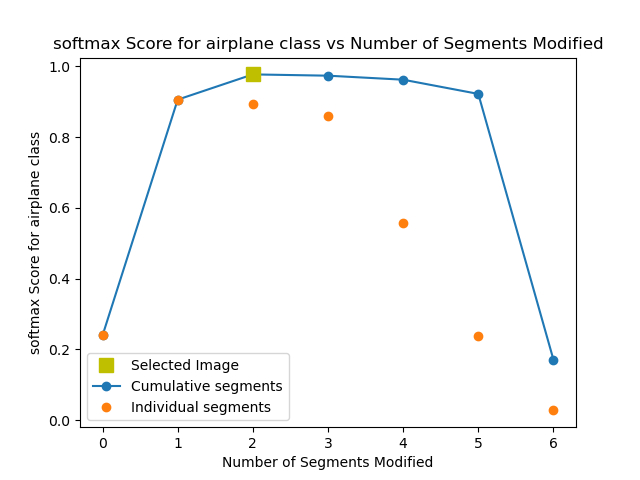 softmax Score for airplane class vs Number of Segments Modified
softmax Score for airplane class
1.0
0.8
0.6
0.4
0.2
0.0
Selected Image
Cumulative segments
Individual segments
0 1 2 3 4 5 6
Number of Segments Modified